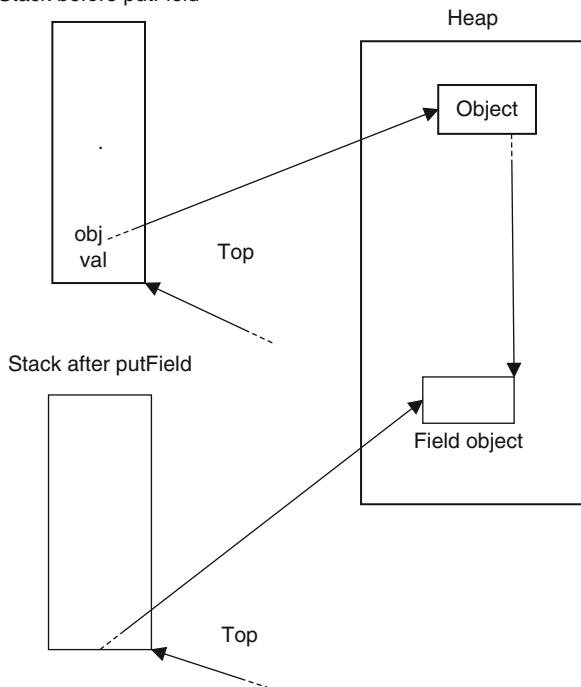 Stack before putField
Heap
Object
obj
val
Top
Stack after putField
Field object
Top